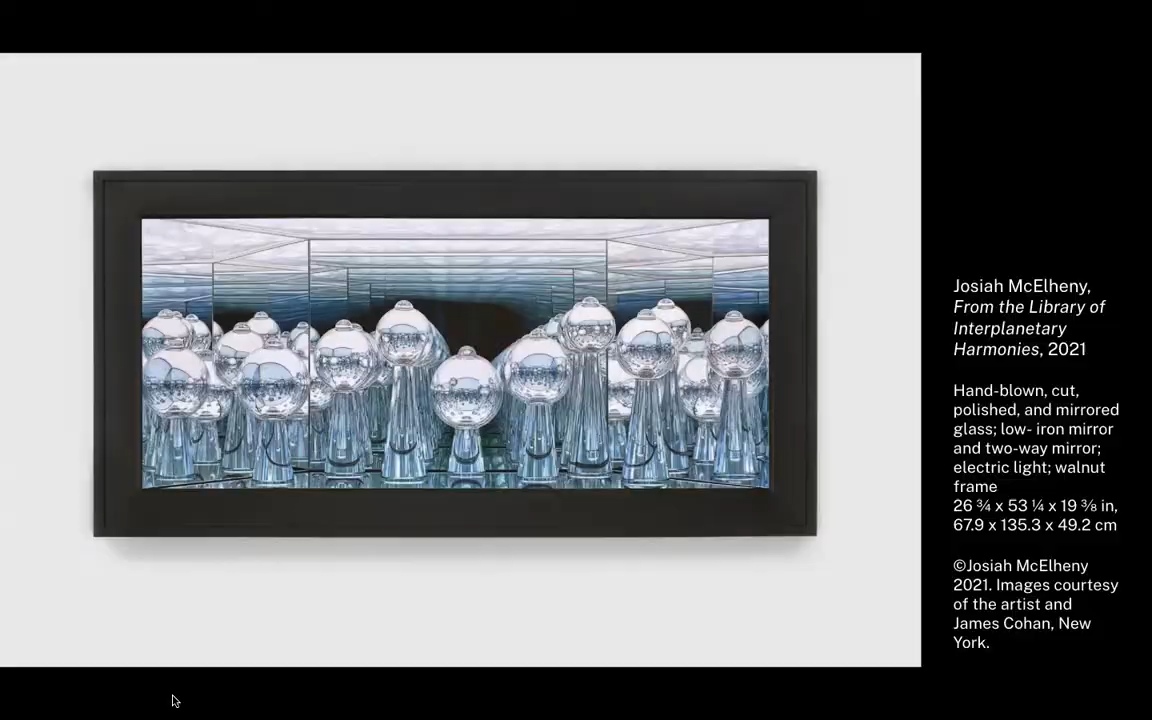 Josiah McElheny,
From the Library of
Interplanetary
Harmonies, 2021
Hand-blown, cut,
polished, and mirrored
glass; low- iron mirror
and two-way mirror;
electric light; walnut
frame
26 ¾ x 53 ¼ x 19 ⅜ in,
67.9 x 135.3 x 49.2 cm
©Josiah McElheny
2021. Images courtesy
of the artist and
James Cohan, New
York.